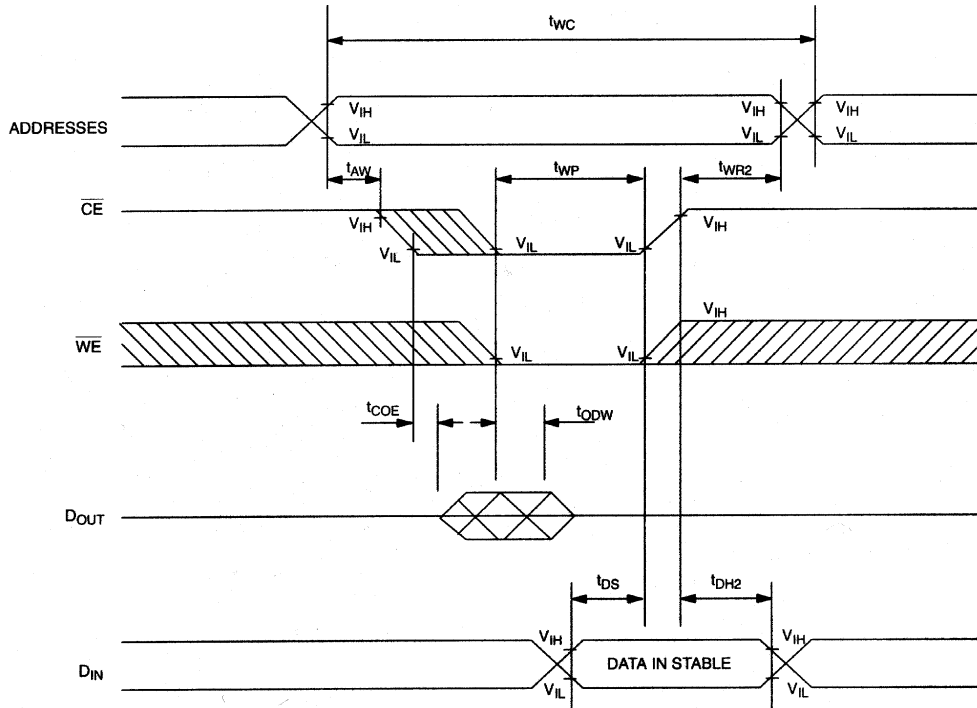 tWC
ADDRESSES
VIH
VIL
VIH
VIL
VIH
VIL
tAW
tWP
tWR2
CE
VIH
VIL
VIL
VIL
VIH
WE
VIL
VIL
VIH
tCOE
tODW
DOUT
tDS
tDH2
DIN
VIH
VIL
DATA IN STABLE
VIH
VIL